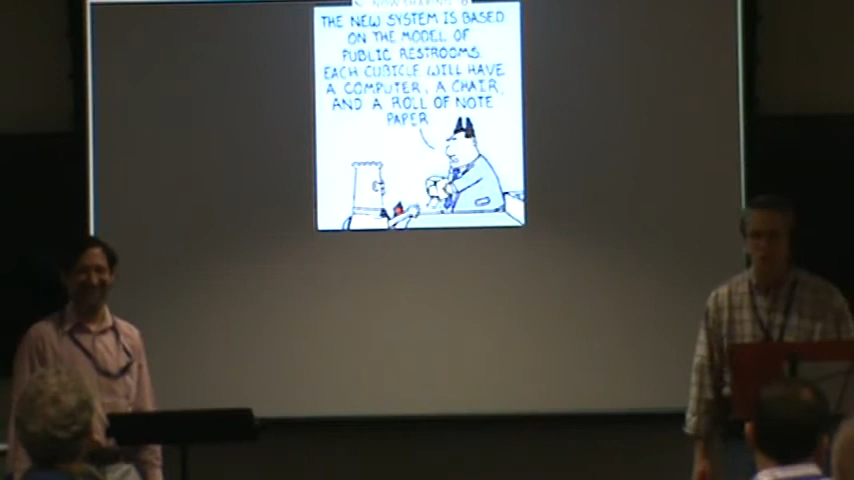 THE NEW SYSTEM IS BASED
ON THE MODEL OF
PUBLIC RESTROOMS.
EACH CUBICLE WILL HAVE
A COMPUTER, A CHAIR,
AND A ROLL OF NOTE
PAPER